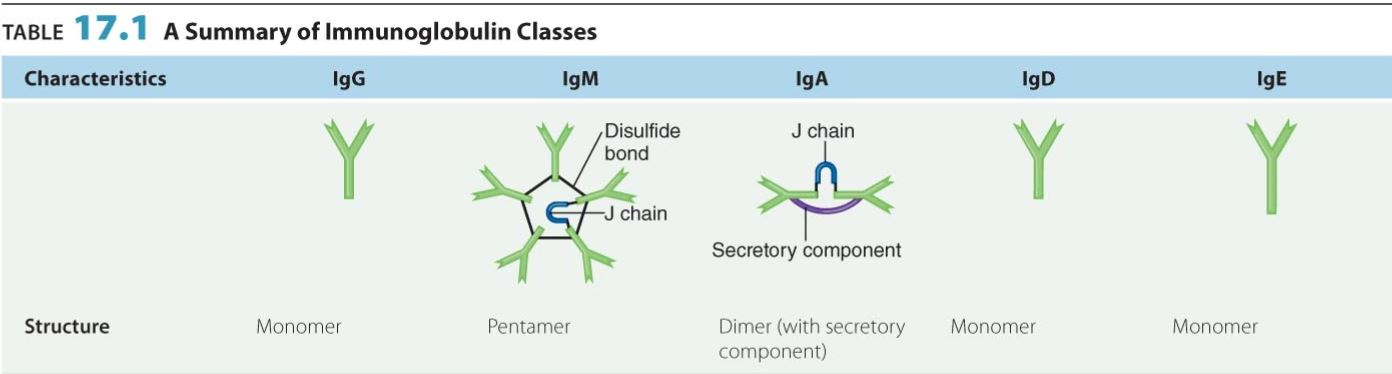 TABLE 17.1 A Summary of Immunoglobulin Classes
Characteristics IgG IgM IgA IgD IgE
Disulfide
bond
J chain
J chain
Secretory component
Structure Monomer Pentamer Dimer (with secretory
component) Monomer Monomer